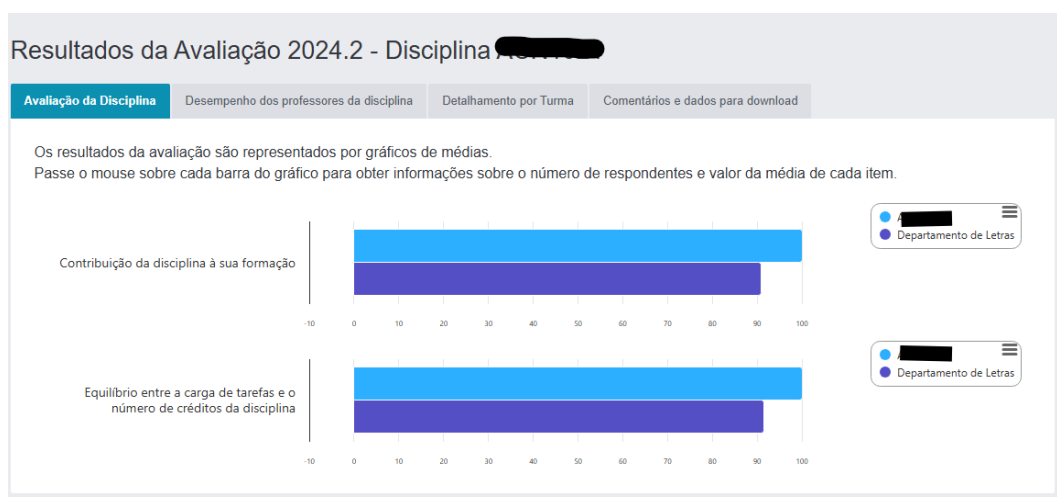 Resultados da Avaliação 2024.2 - Disciplina
Avaliação da Disciplina
Desempenho dos professores da disciplina
Detalhamento por Turma
Comentários e dados para download
Os resultados da avaliação são representados por gráficos de médias.
Passe o mouse sobre cada barra do gráfico para obter informações sobre o número de respondentes e valor da média de cada item.
Departamento de Letras
Contribuição da disciplina à sua formação
-10 0 10 20 30 40 50 60 70 80 90 100
Departamento de Letras
Equilíbrio entre a carga de tarefas e o
número de créditos da disciplina
-10 0 10 20 30 40 50 60 70 80 90 100